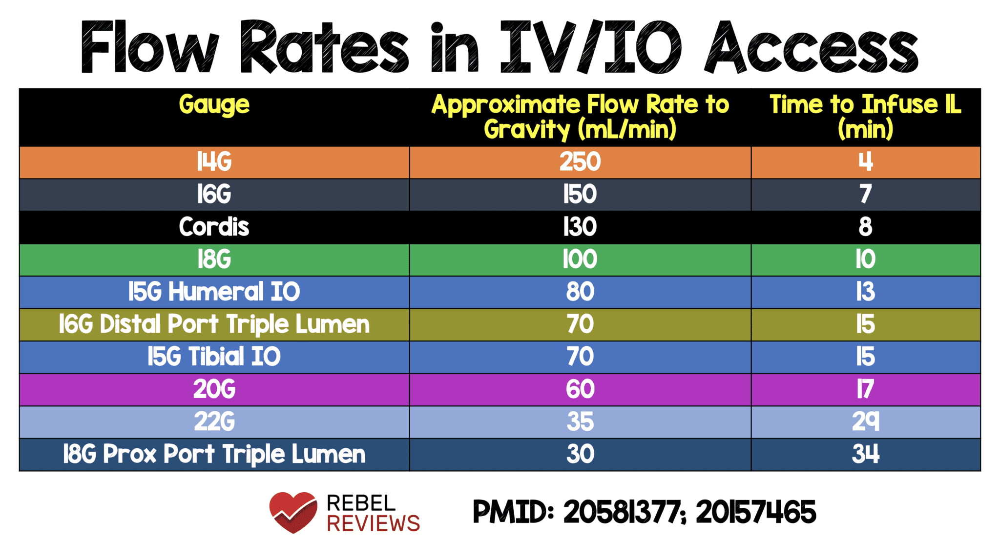 Flow Rates in IV/IO Access
Gauge Approximate Flow Rate to Gravity (mL/min) Time to Infuse 1L (min)
14G 250 4
16G 150 7
Cordis 130 8
18G 100 10
15G Humeral IO 80 13
16G Distal Port Triple Lumen 70 15
15G Tibial IO 70 15
20G 60 17
22G 35 29
18G Prox Port Triple Lumen 30 34
REBEL
REVIEWS
PMID: 20581377; 20157465